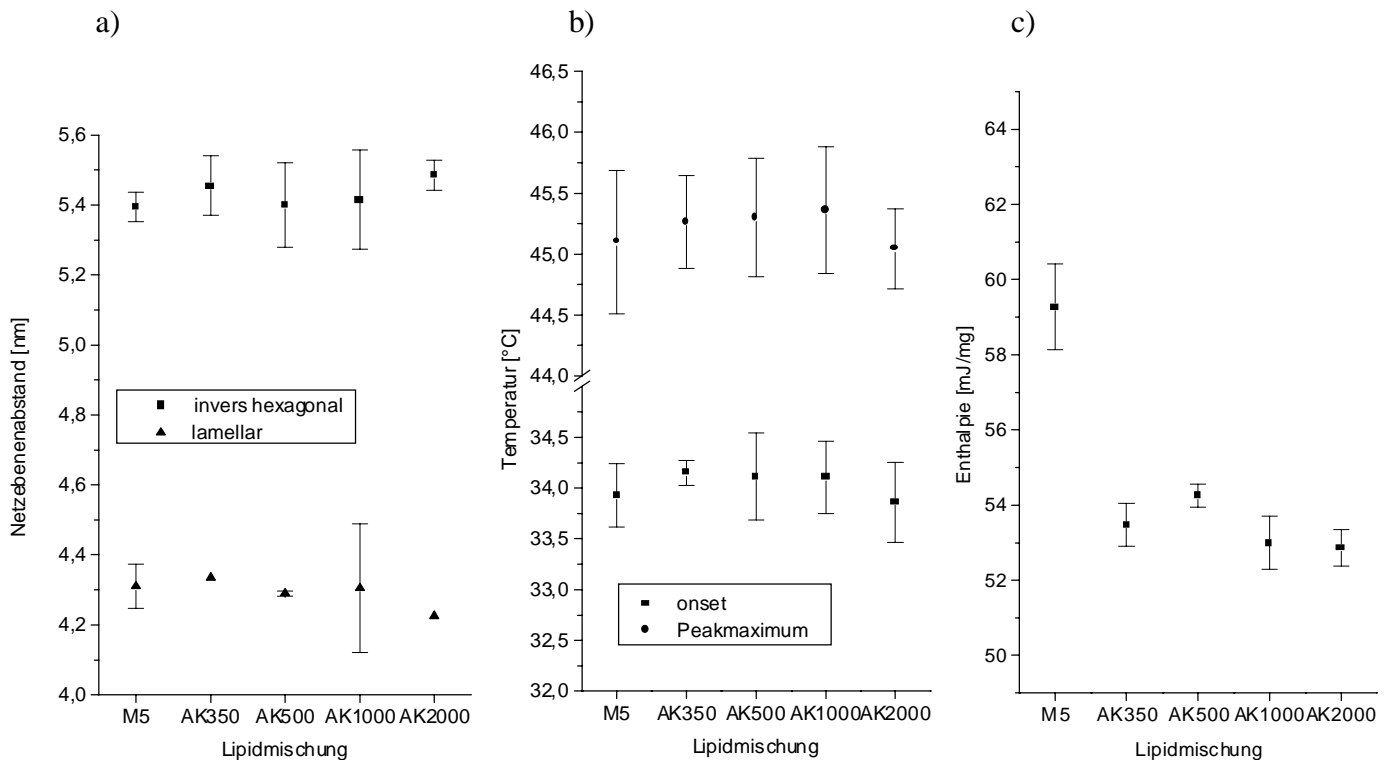 a)
5,6
5,4
5,2
5,0
4,8
4,6
4,4
4,2
4,0
Netzebenenabstand [nm]
invers hexagonal
lamellar
M5 AK350 AK500 AK1000 AK2000
Lipidmischung
b)
46,5
46,0
45,5
45,0
44,5
44,0
34,5
34,0
33,5
33,0
32,5
32,0
Temperatur [°C]
onset
Peakmaximum
M5 AK350 AK500 AK1000 AK2000
Lipidmischung
c)
64
62
60
58
56
54
52
50
Enthalpie [mJ/mg]
M5 AK350 AK500 AK1000 AK2000
Lipidmischung